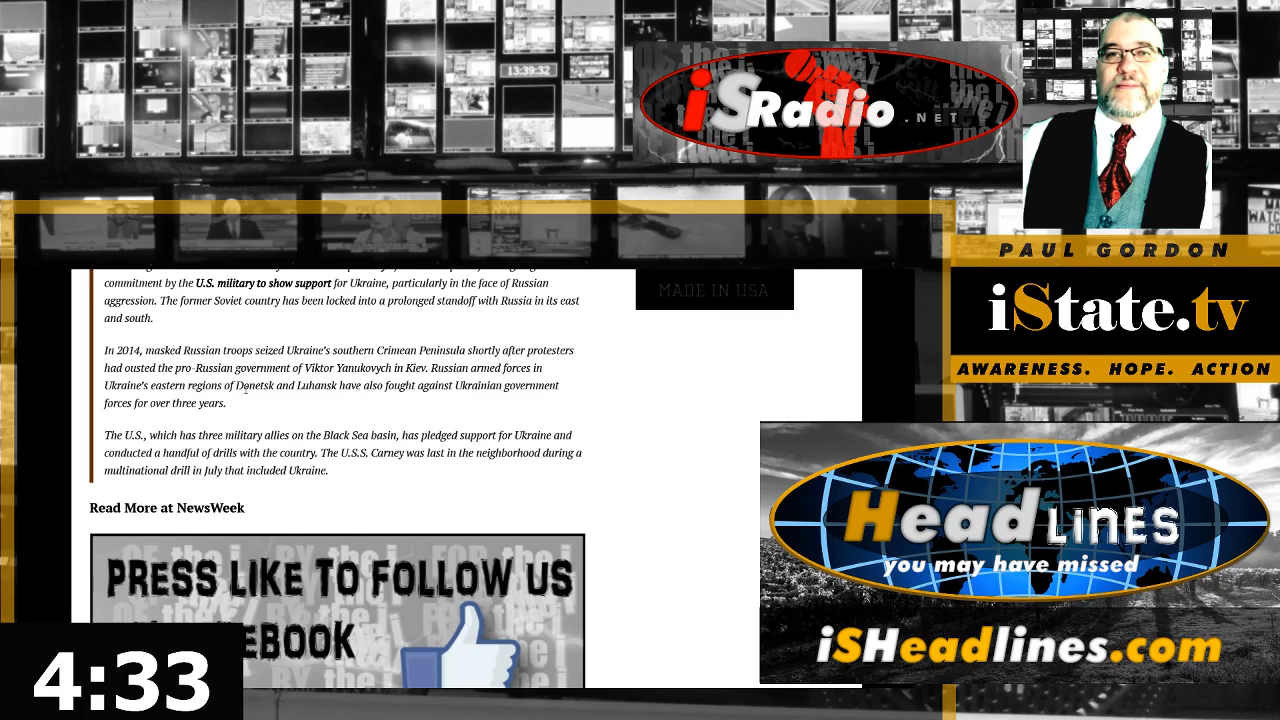 13:39:32
iSRadio.NET
PAUL GORDON
iState.tv
AWARENESS. HOPE. ACTION
commitment by the U.S. military to show support for Ukraine, particularly in the face of Russian
aggression. The former Soviet country has been locked into a prolonged standoff with Russia in its east
and south.
MADE IN USA
In 2014, masked Russian troops seized Ukraine's southern Crimean Peninsula shortly after protesters
had ousted the pro-Russian government of Viktor Yanukovych in Kiev. Russian armed forces in
Ukraine's eastern regions of Donetsk and Luhansk have also fought against Ukrainian government
forces for over three years.
The U.S., which has three military allies on the Black Sea basin, has pledged support for Ukraine and
conducted a handful of drills with the country. The U.S.S. Carney was last in the neighborhood during a
multinational drill in July that included Ukraine.
Read More at NewsWeek
PRESS LIKE TO FOLLOW US
EBOOK
HeadLINES
you may have missed
iSHeadlines.com
4:33